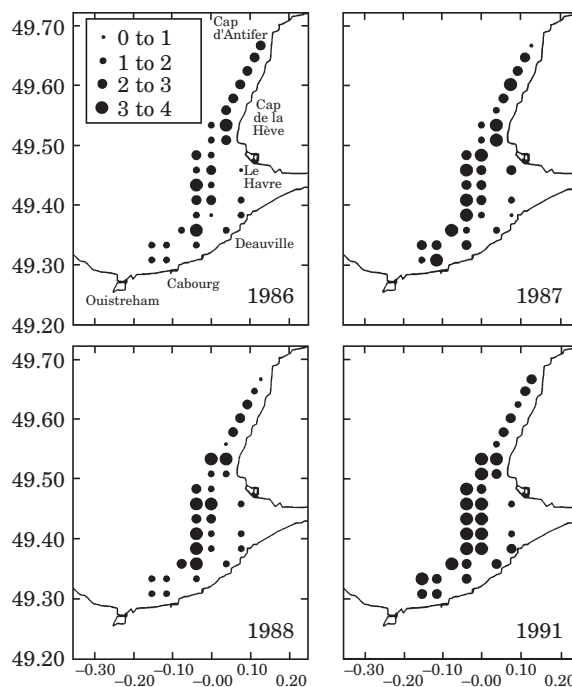 49.70
49.60
49.50
49.40
49.30
49.20
0 to 1
1 to 2
2 to 3
3 to 4
Cap
d'Antifer
Cap
de la
Hève
Le
Havre
Deauville
Cabourg
Ouistreham
1986
1987
49.70
49.60
49.50
49.40
49.30
49.20
1988
1991
−0.30 −0.10 0.10
−0.20 −0.00 0.20
−0.30 −0.10 0.10
−0.20 −0.00 0.20